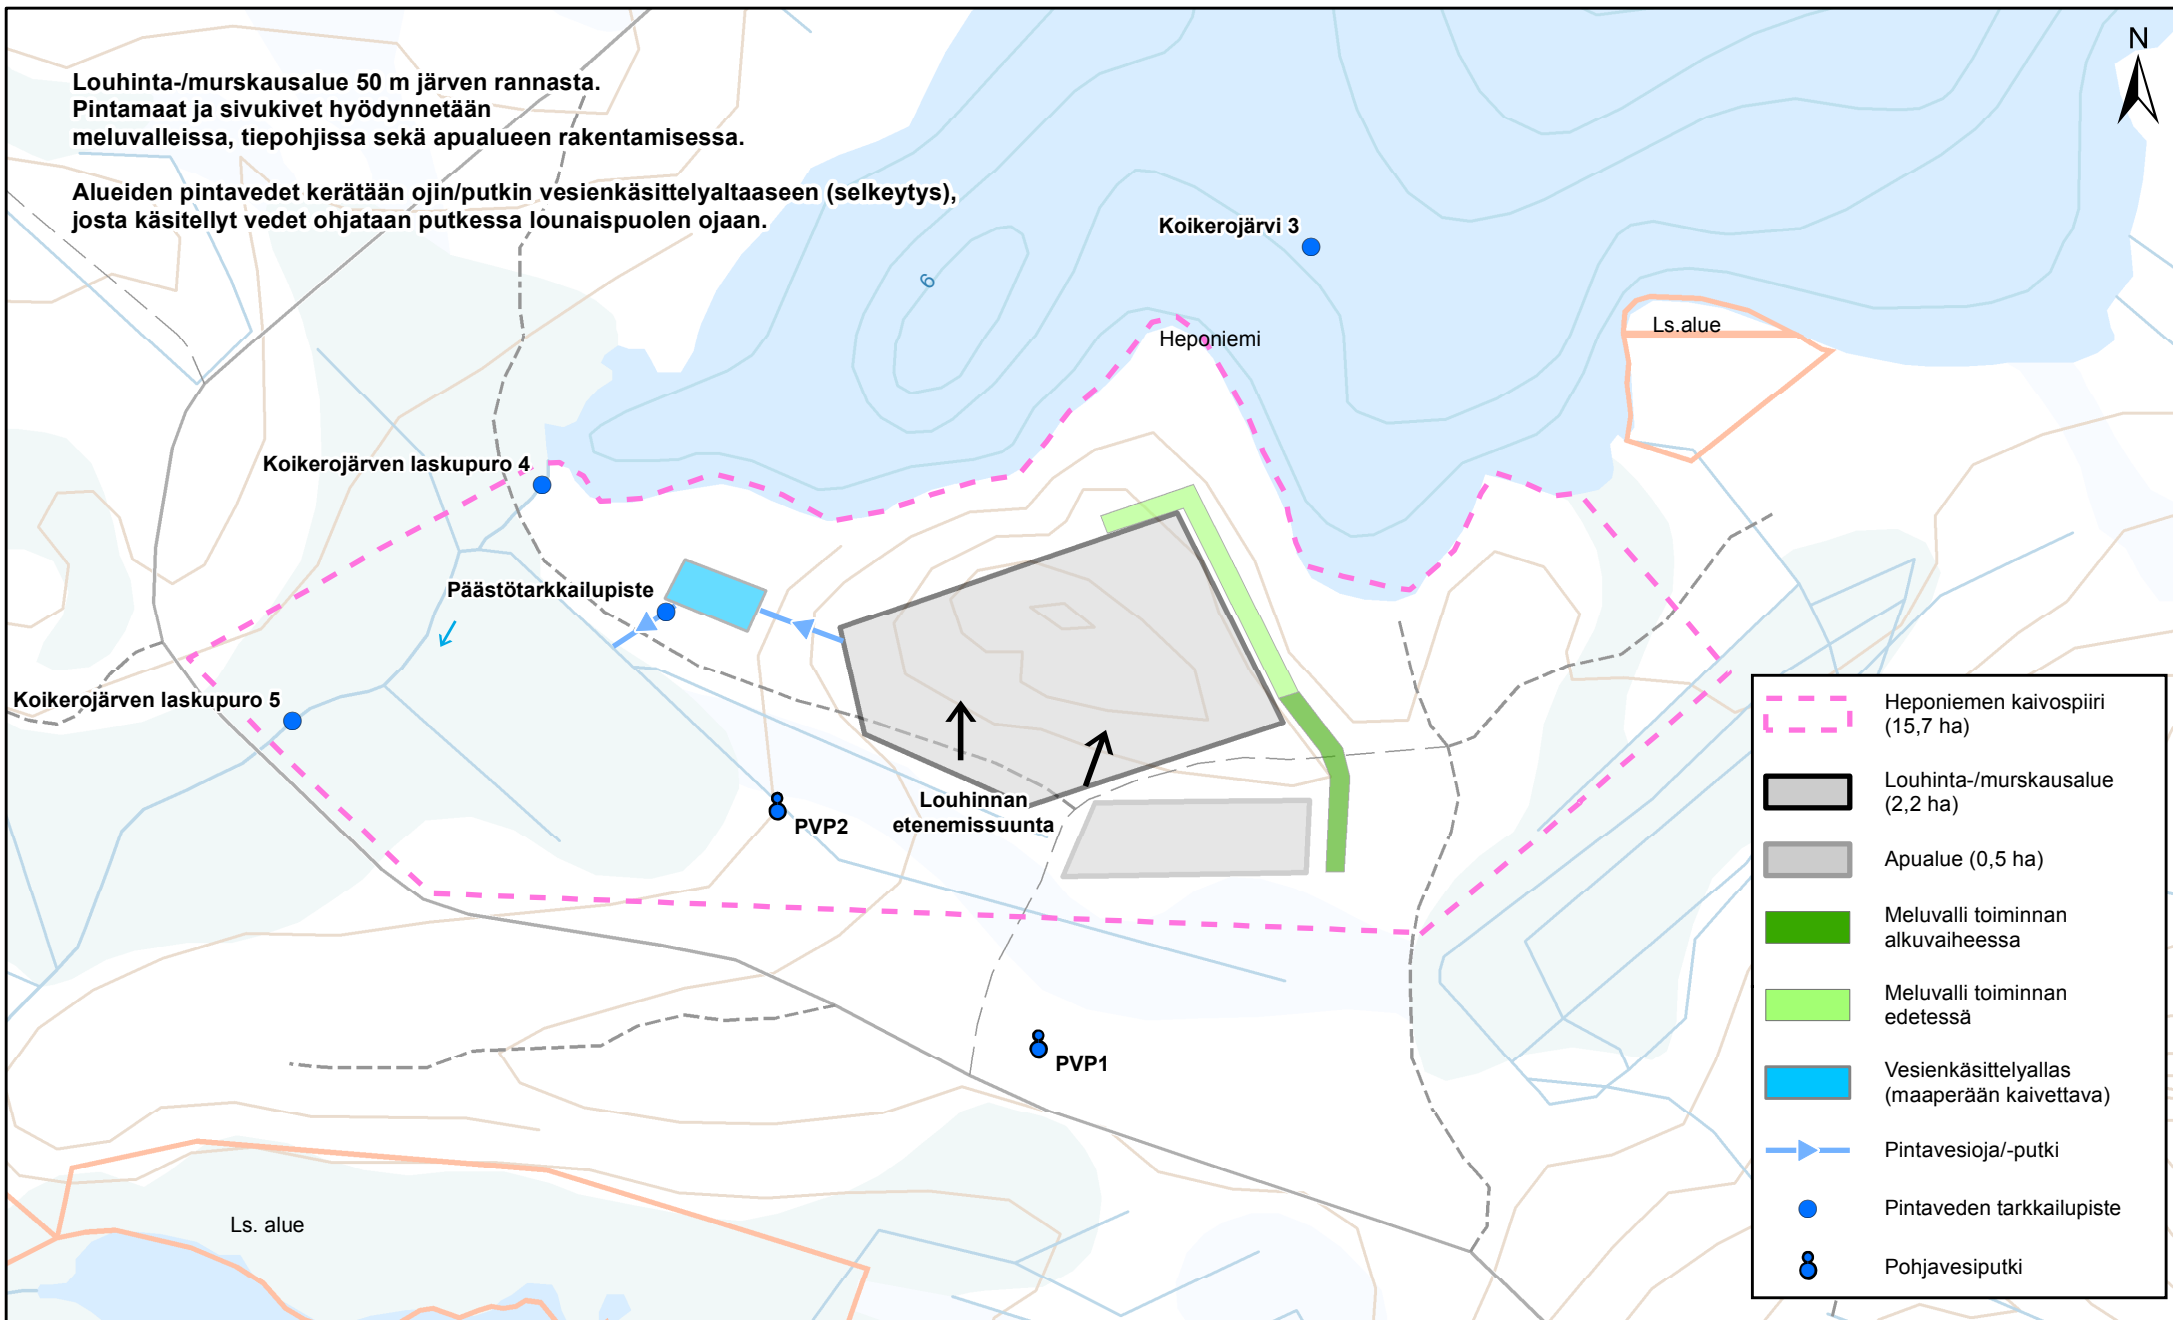 Louhinta-/murskausalue 50 m järven rannasta.
Pintamaat ja sivukivet hyödynnetään
meluvalleissa, tiepohjissa sekä apualueen rakentamisessa.
Alueiden pintavedet kerätään ojin/putkin vesienkäsittelyaltaaseen (selkeytys),
josta käsitellyt vedet ohjataan putkessa lounaispuolen ojaan.
N
Koikerojärvi 3
6
Heponiemi
Ls.alue
Koikerojärven laskupuro 4
Päästötarkkailupiste
Koikerojärven laskupuro 5
Louhinnan
etenemissuunta
PVP2
PVP1
Ls. alue
Heponiemen kaivospiiri
(15,7 ha)
Louhinta-/murskausalue
(2,2 ha)
Apualue (0,5 ha)
Meluvalli toiminnan
alkuvaiheessa
Meluvalli toiminnan
edetessä
Vesienkäsittelyallas
(maaperään kaivettava)
Pintavesioja/-putki
Pintaveden tarkkailupiste
Pohjavesiputki